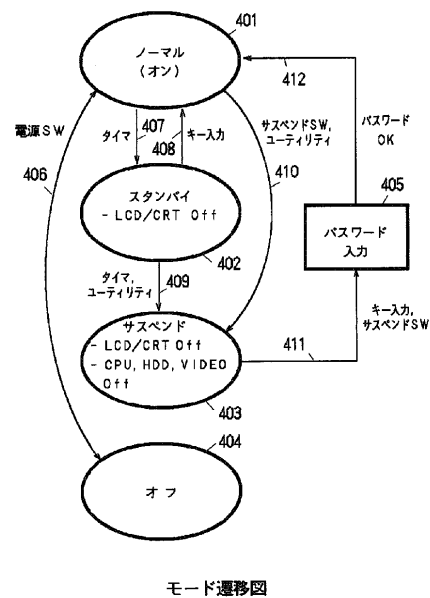 401
ノーマル
(オン)
412
電源SW
タイマ
407
408
キー入力
サスペンドSW,
ユーティリティ
パスワード
OK
406
410
405
スタンバイ
- LCD/CRT Off
パスワード
入力
402
タイマ,
ユーティリティ
409
サスペンド
- LCD/CRT Off
- CPU, HDD, VIDEO
Off
キー入力,
サスペンドSW
411
403
404
オフ
モード遷移図